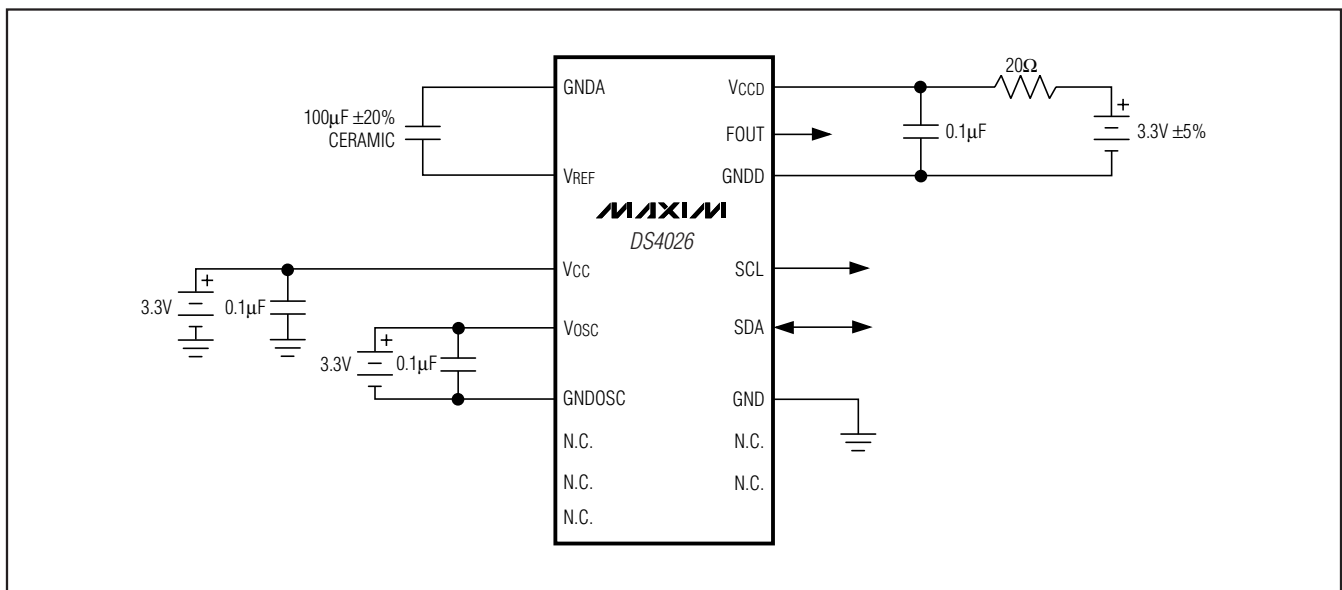 GNDA
100µF ±20%
CERAMIC
VREF
MAXIM
DS4026
VCC
+
3.3V
0.1µF
VOSC
+
3.3V
0.1µF
GNDOSC
N.C.
N.C.
N.C.
VCCD
20Ω
+
FOUT
0.1µF
3.3V ±5%
GNDD
SCL
SDA
GND
N.C.
N.C.